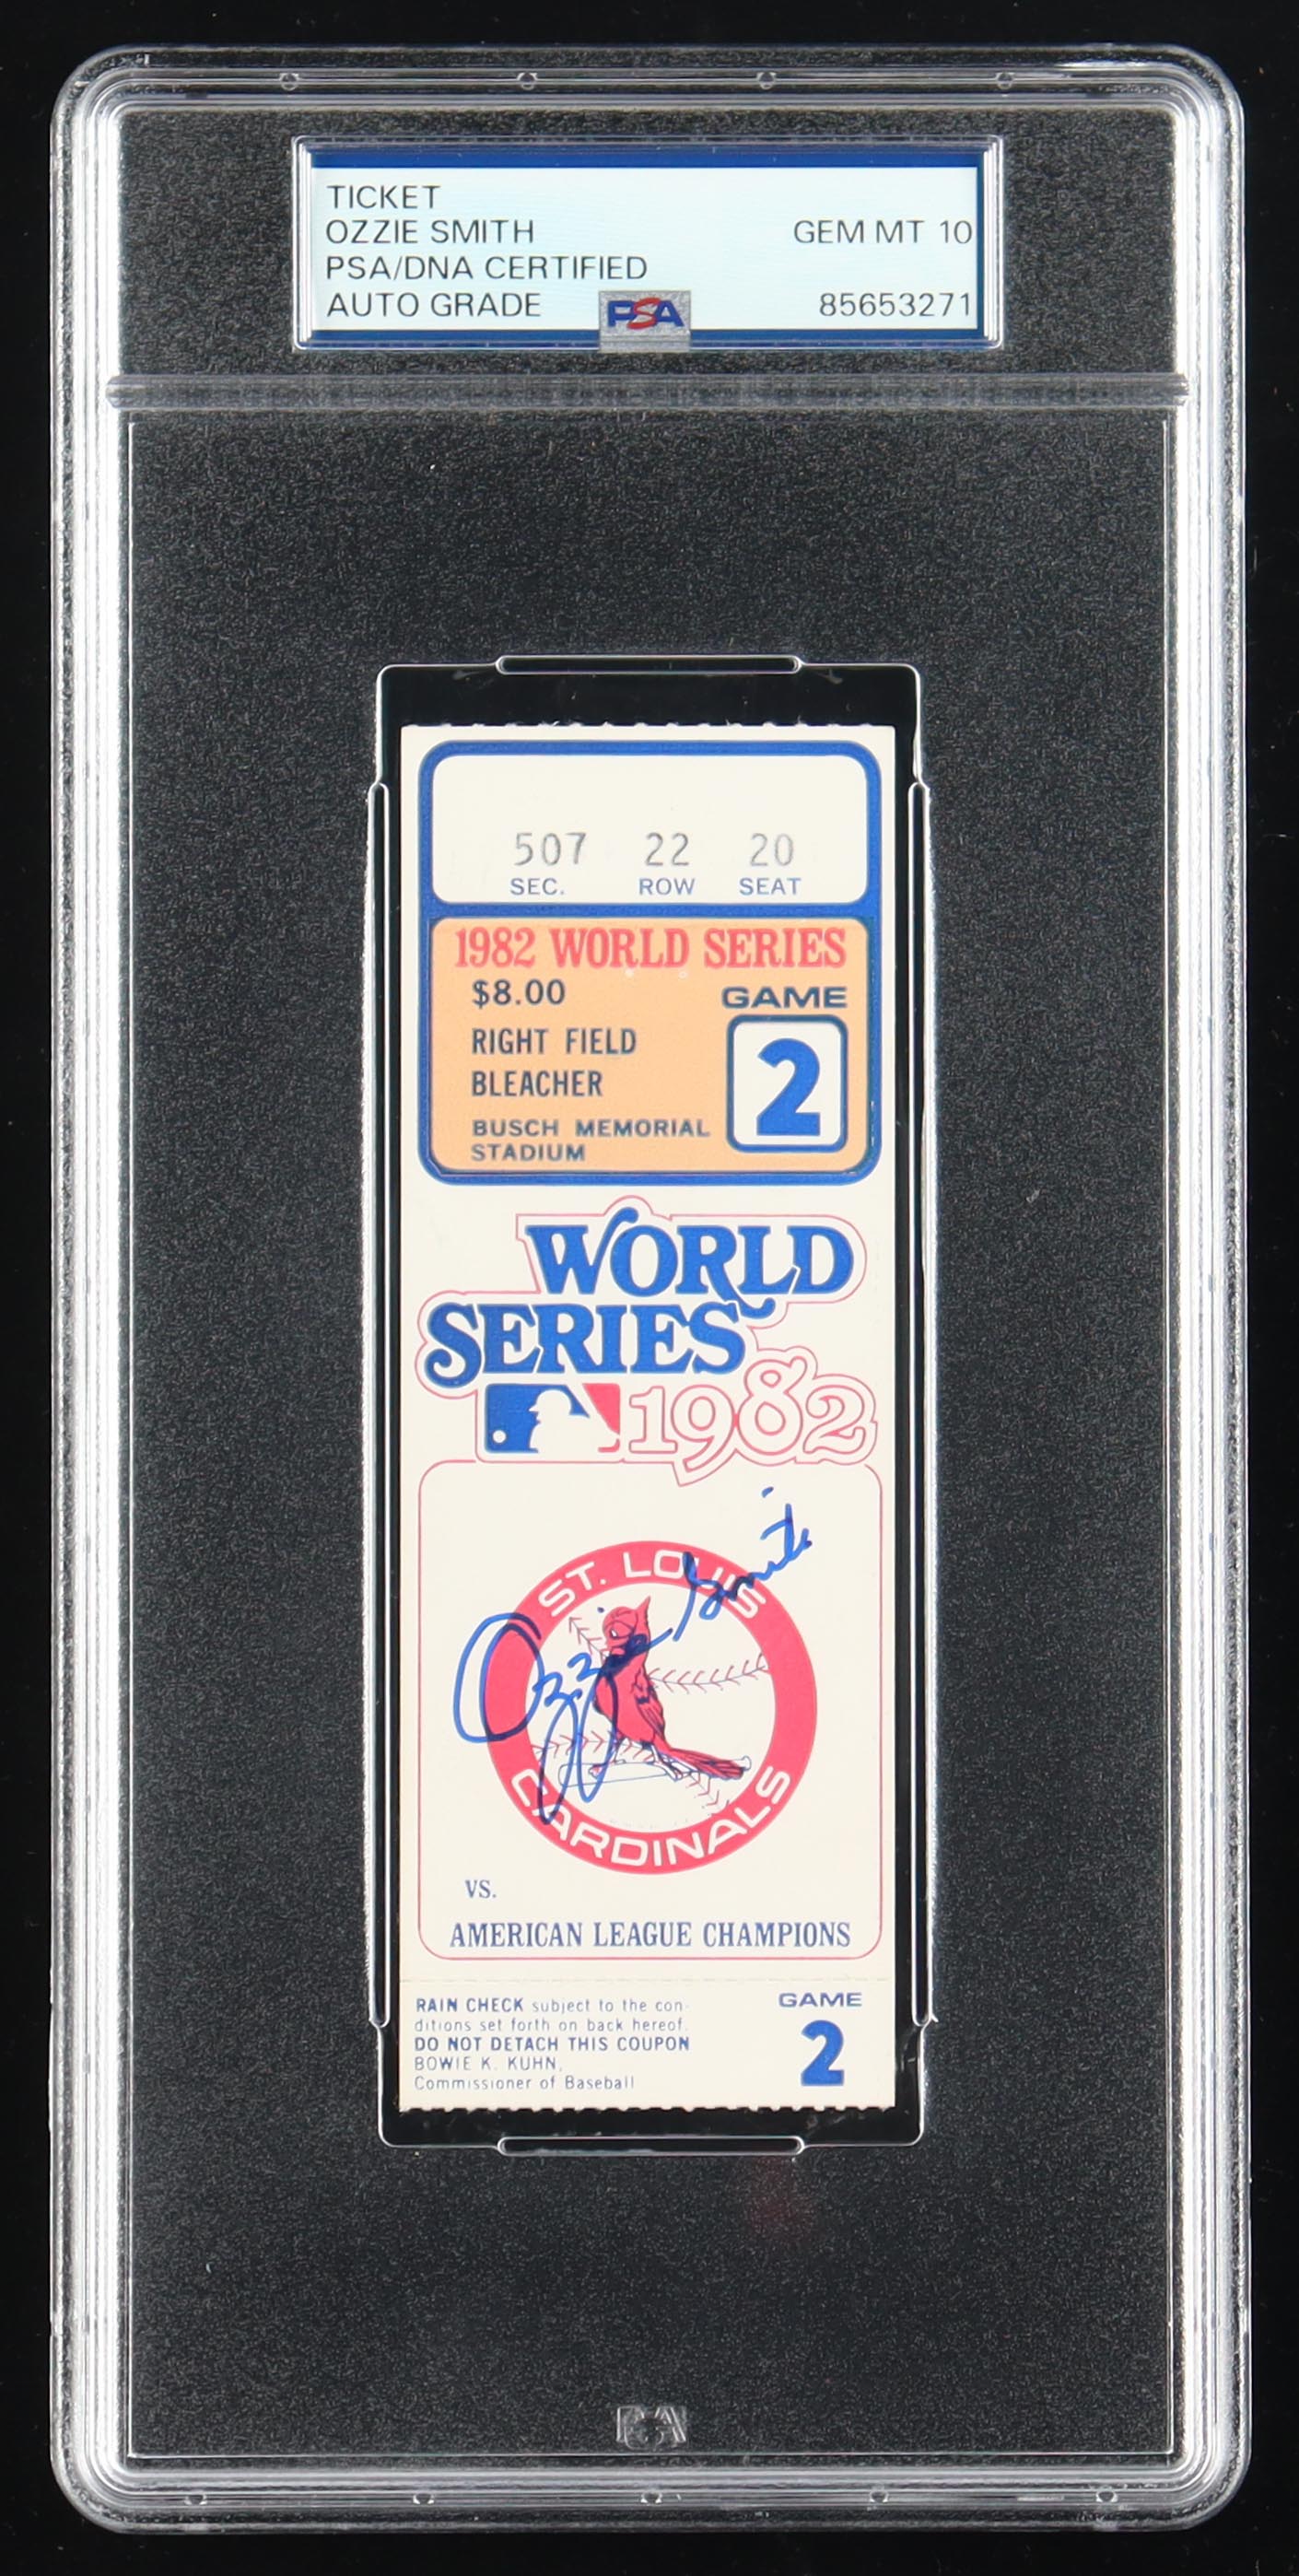 TICKET
OZZIE SMITH GEM MT 10
PSA/DNA CERTIFIED
AUTO GRADE PSA 85653271
507 22 20
SEC. ROW SEAT
1982 WORLD SERIES
$8.00 GAME
RIGHT FIELD 2
BLEACHER
BUSCH MEMORIAL
STADIUM
WORLD
SERIES
1982
Ozzie Smith
ST. LOUIS
CARDINALS
VS.
AMERICAN LEAGUE CHAMPIONS
RAIN CHECK subject to the con- GAME
ditions set forth on back hereof. 2
DO NOT DETACH THIS COUPON
BOWIE K. KUHN,
Commissioner of Baseball
PSA